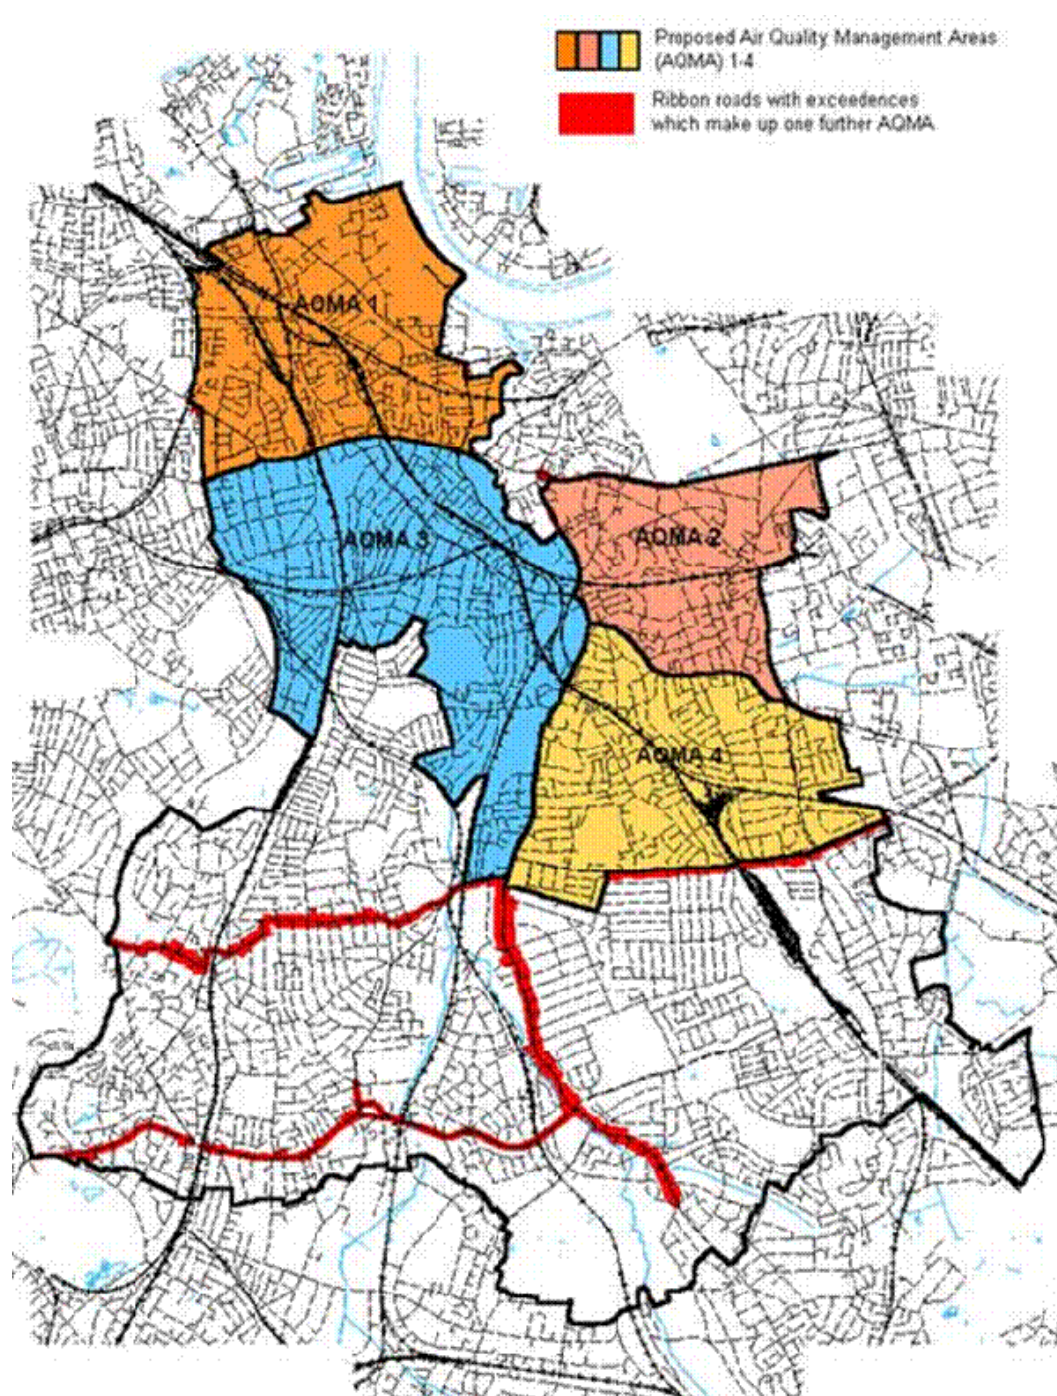 Proposed Air Quality Management Areas
(AQMA) 1-4
Ribbon roads with exceedences
which make up one further AQMA
AQMA 1
AQMA 2
AQMA 3
AQMA 4